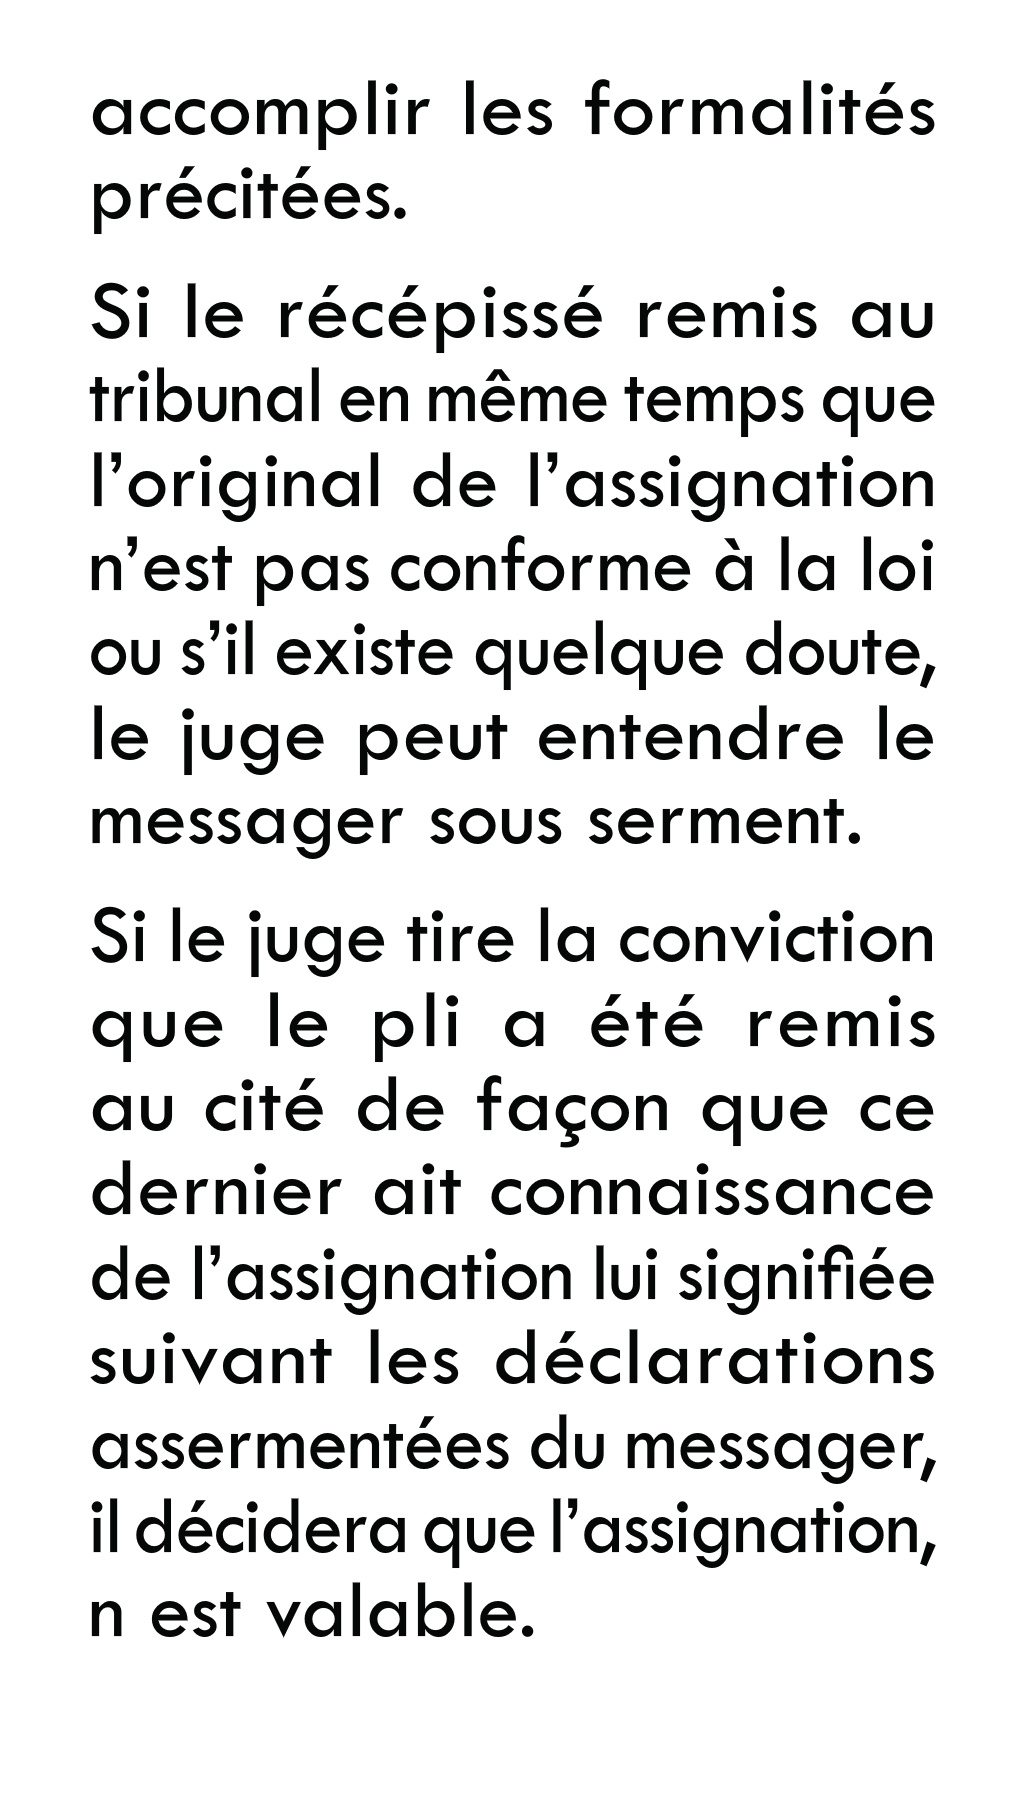 accomplir les formalités
précitées.
Si le récépissé remis au
tribunal en même temps que
l’original de l’assignation
n’est pas conforme à la loi
ou s’il existe quelque doute,
le juge peut entendre le
messager sous serment.
Si le juge tire la conviction
que le pli a été remis
au cité de façon que ce
dernier ait connaissance
de l’assignation lui signifiée
suivant les déclarations
assermentées du messager,
il décidera que l’assignation,
n est valable.